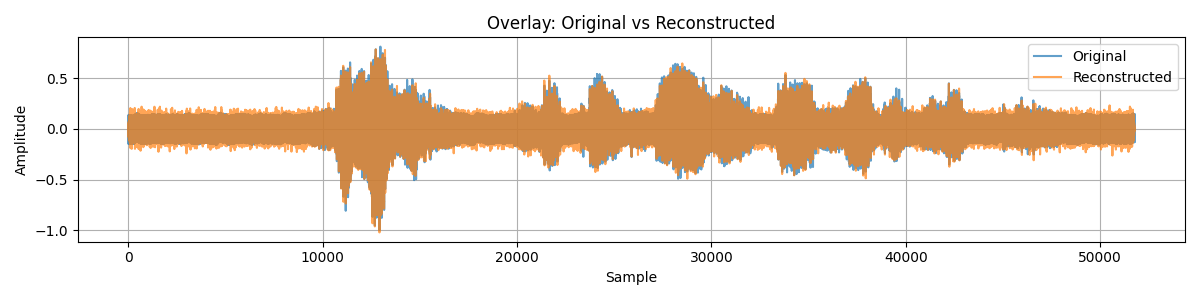 Overlay: Original vs Reconstructed
Original
Reconstructed
Amplitude
0.5
0.0
−0.5
−1.0
0 10000 20000 30000 40000 50000
Sample